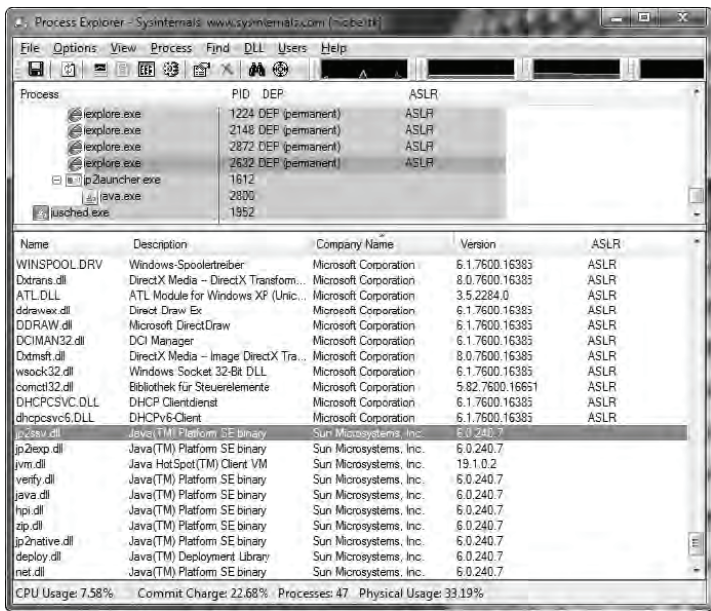 Process Explorer - Sysinternals: www.sysinternals.com
File Options View Process Find DLL Users Help
Process PID DEP ASLR
iexplore.exe 1224 DEP (permanent) ASLR
iexplore.exe 2148 DEP (permanent) ASLR
iexplore.exe 2872 DEP (permanent) ASLR
iexplore.exe 2632 DEP (permanent) ASLR
jp2launcher.exe 1612
java.exe 2800
jusched.exe 1952
Name Description Company Name Version ASLR
WINSPOOL.DRV Windows-Spoolertreiber Microsoft Corporation 6.1.7600.16385 ASLR
Dxtrans.dll DirectX Media -- DirectX Transform... Microsoft Corporation 8.0.7600.16385 ASLR
ATL.DLL ATL Module for Windows XP (Unic... Microsoft Corporation 3.5.2284.0 ASLR
ddrawex.dll Direct Draw Ex Microsoft Corporation 6.1.7600.16385 ASLR
DDRAW.dll Microsoft DirectDraw Microsoft Corporation 6.1.7600.16385 ASLR
DCIMAN32.dll DCI Manager Microsoft Corporation 6.1.7600.16385 ASLR
Dxtmsft.dll DirectX Media -- Image DirectX Tra... Microsoft Corporation 8.0.7600.16385 ASLR
wsock32.dll Windows Socket 32-Bit DLL Microsoft Corporation 6.1.7600.16385 ASLR
comctl32.dll Bibliothek für Steuerelemente Microsoft Corporation 5.82.7600.16661 ASLR
DHCPCSVC.DLL DHCP Clientdienst Microsoft Corporation 6.1.7600.16385 ASLR
dhcpcsvc6.DLL DHCPv6-Client Microsoft Corporation 6.1.7600.16385 ASLR
jp2ssv.dll Java(TM) Platform SE binary Sun Microsystems, Inc. 6.0.240.7
jp2iexp.dll Java(TM) Platform SE binary Sun Microsystems, Inc. 6.0.240.7
jvm.dll Java HotSpot(TM) Client VM Sun Microsystems, Inc. 19.1.0.2
verify.dll Java(TM) Platform SE binary Sun Microsystems, Inc. 6.0.240.7
java.dll Java(TM) Platform SE binary Sun Microsystems, Inc. 6.0.240.7
hpi.dll Java(TM) Platform SE binary Sun Microsystems, Inc. 6.0.240.7
zip.dll Java(TM) Platform SE binary Sun Microsystems, Inc. 6.0.240.7
jp2native.dll Java(TM) Platform SE binary Sun Microsystems, Inc. 6.0.240.7
deploy.dll Java(TM) Deployment Library Sun Microsystems, Inc. 6.0.240.7
net.dll Java(TM) Platform SE binary Sun Microsystems, Inc. 6.0.240.7
CPU Usage: 7.58% Commit Charge: 22.68% Processes: 47 Physical Usage: 33.19%